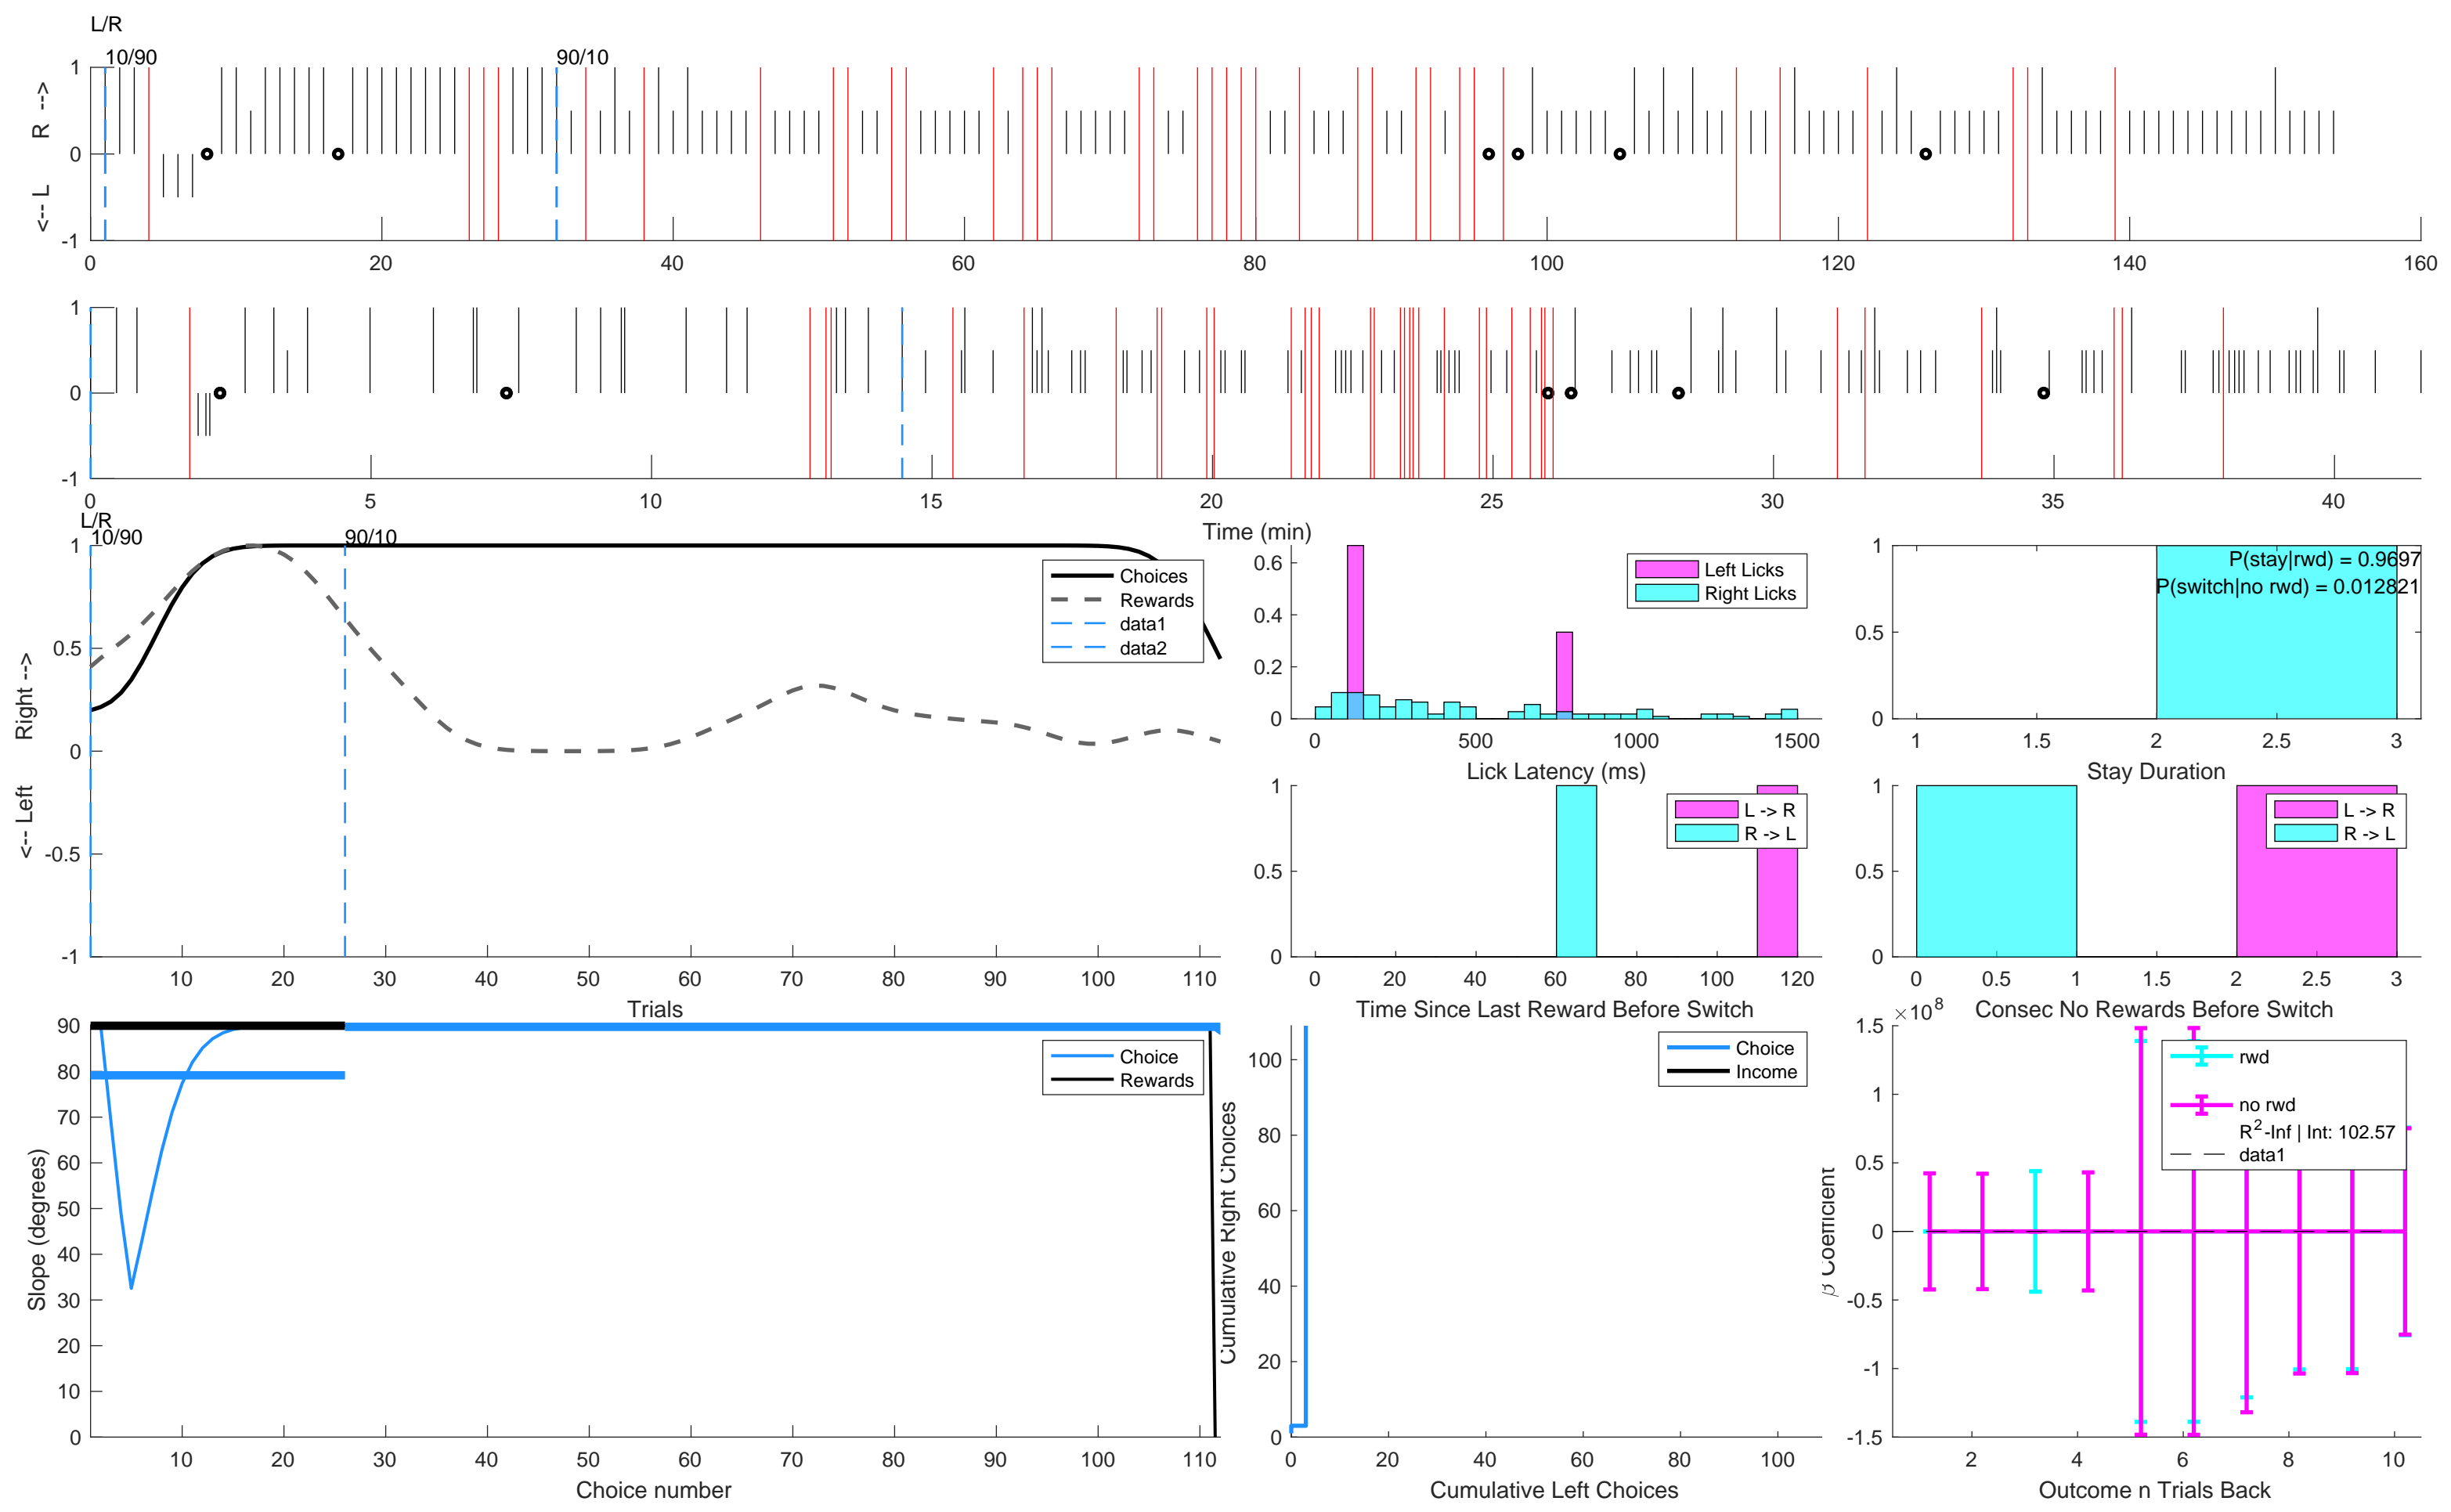 L/R
10/90 90/10
1
0
-1
<-- L R -->
0 20 40 60 80 100 120 140 160
1
0
-1
0 5 10 15 20 25 30 35 40
Time (min)
L/R
10/90 90/10
1
0.5
0
-0.5
-1
<-- Left Right -->
10 20 30 40 50 60 70 80 90 100 110
Trials
Choices
Rewards
data1
data2
0.6
0.4
0.2
0
0 500 1000 1500
Lick Latency (ms)
Left Licks
Right Licks
1
0.5
0
1 1.5 2 2.5 3
Stay Duration
P(stay|rwd) = 0.9697
P(switch|no rwd) = 0.012821
1
0.5
0
0 20 40 60 80 100 120
Time Since Last Reward Before Switch
L -> R
R -> L
1
0.5
0
0 0.5 1 1.5 2 2.5 3
Consec No Rewards Before Switch
L -> R
R -> L
90
80
70
60
50
40
30
20
10
0
Slope (degrees)
10 20 30 40 50 60 70 80 90 100 110
Choice number
Choice
Rewards
100
80
60
40
20
0
Cumulative Right Choices
0 20 40 60 80 100
Cumulative Left Choices
Choice
Income
×10^8
1.5
1
0.5
0
-0.5
-1
-1.5
β Coefficient
2 4 6 8 10
Outcome n Trials Back
rwd
no rwd
R^2-Inf | Int: 102.57
data1